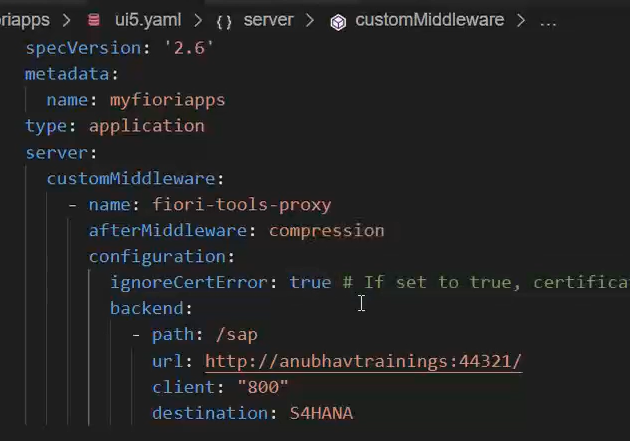 riapps > ui5.yaml > {} server > customMiddleware > ...
specVersion: '2.6'
metadata:
name: myfioriapps
type: application
server:
customMiddleware:
- name: fiori-tools-proxy
afterMiddleware: compression
configuration:
ignoreCertError: true # If set to true, certifica
backend:
- path: /sap
url: http://anubhavtrainings:44321/
client: "800"
destination: S4HANA